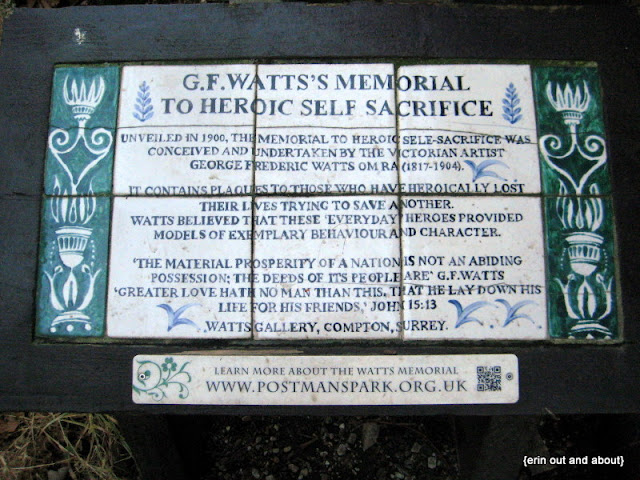 G.F. WATTS'S MEMORIAL
TO HEROIC SELF SACRIFICE
UNVEILED IN 1900, THE MEMORIAL TO HEROIC SELF-SACRIFICE WAS
CONCEIVED AND UNDERTAKEN BY THE VICTORIAN ARTIST
GEORGE FREDERIC WATTS OM RA (1817-1904).
IT CONTAINS PLAQUES TO THOSE WHO HAVE HEROICALLY LOST
THEIR LIVES TRYING TO SAVE ANOTHER.
WATTS BELIEVED THAT THESE 'EVERYDAY' HEROES PROVIDED
MODELS OF EXEMPLARY BEHAVIOUR AND CHARACTER.
'THE MATERIAL PROSPERITY OF A NATION IS NOT AN ABIDING
POSSESSION; THE DEEDS OF ITS PEOPLE ARE' G.F. WATTS
'GREATER LOVE HATH NO MAN THAN THIS, THAT HE LAY DOWN HIS
LIFE FOR HIS FRIENDS,' JOHN 15:13
WATTS GALLERY, COMPTON, SURREY.
LEARN MORE ABOUT THE WATTS MEMORIAL
WWW.POSTMANSPARK.ORG.UK
{erin out and about}